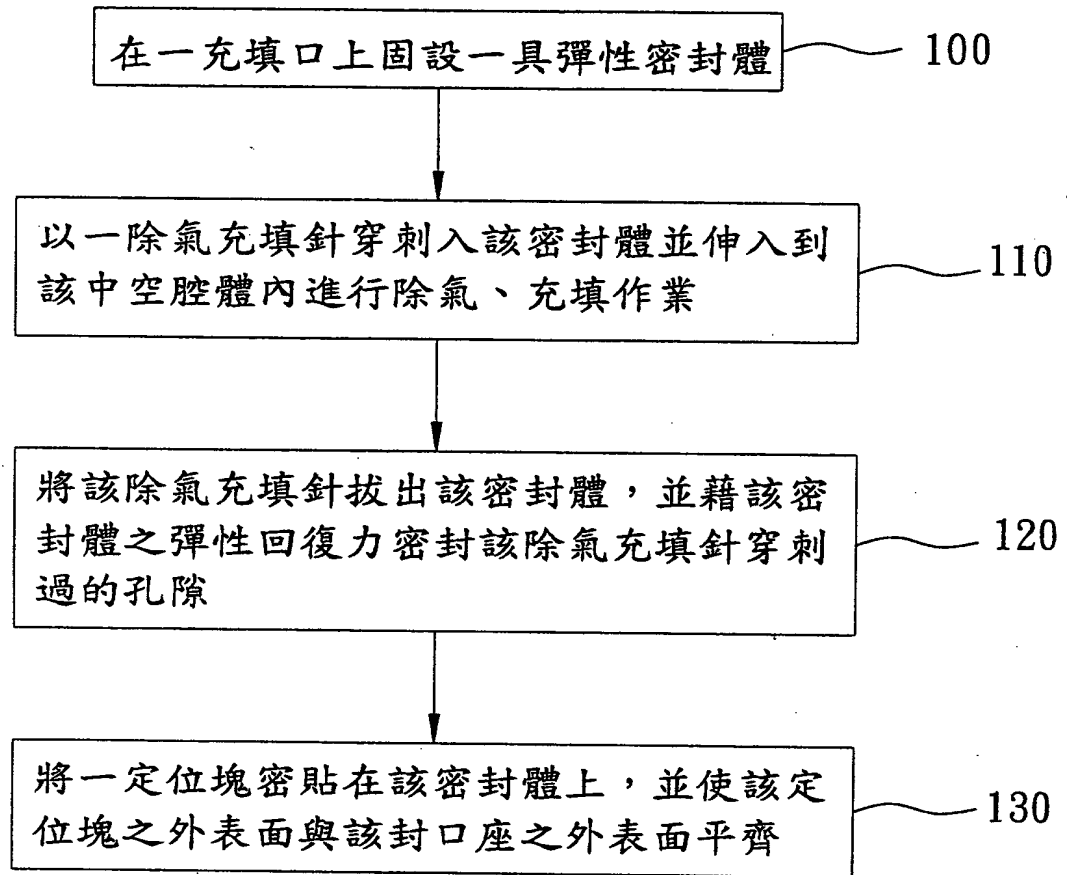 在一充填口上固設一具彈性密封體
100
以一除氣充填針穿刺入該密封體並伸入到
該中空腔體內進行除氣、充填作業
110
將該除氣充填針拔出該密封體，並藉該密
封體之彈性回復力密封該除氣充填針穿刺
過的孔隙
120
將一定位塊密貼在該密封體上，並使該定
位塊之外表面與該封口座之外表面平齊
130